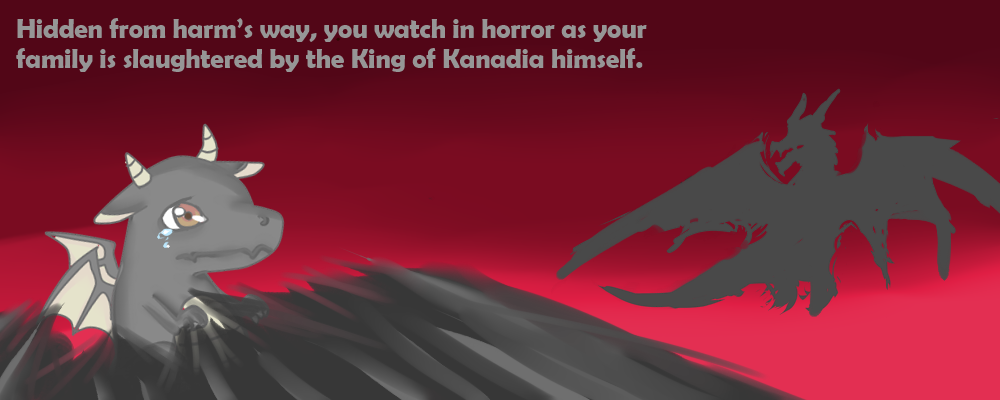 Hidden from harm’s way, you watch in horror as your
family is slaughtered by the King of Kanadia himself.